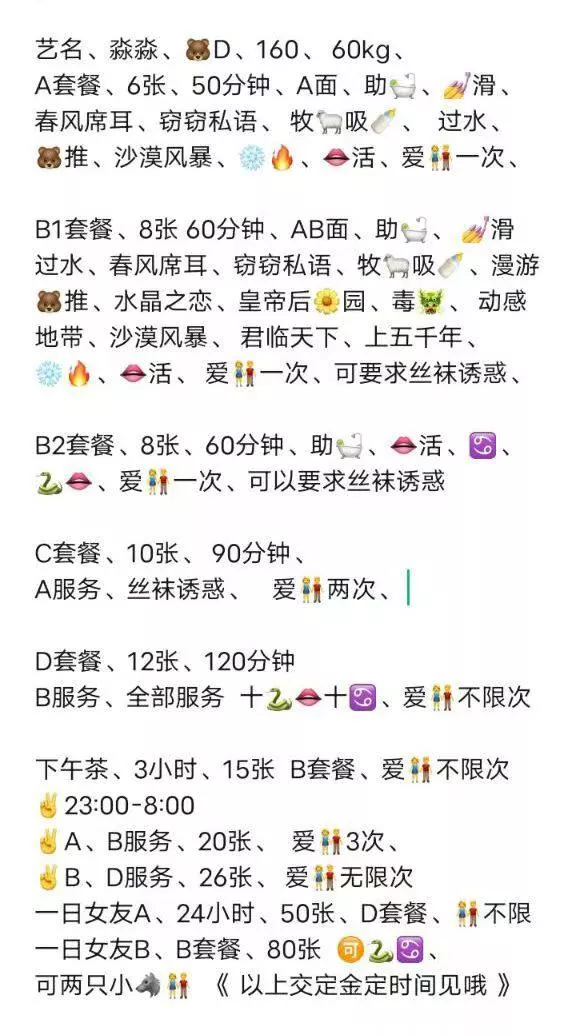 艺名、淼淼、🐻D、160、 60kg、
A套餐、6张、50分钟、A面、助🛁、💅滑、
春风席耳、窃窃私语、 牧🐑吸🍼 、 过水、
🐻推、沙漠风暴、❄️🔥、👄活、爱👫一次、
B1套餐、8张 60分钟、AB面、助🛁、 💅滑
过水、春风席耳、窃窃私语、牧🐑吸🍼、漫游
🐻推、水晶之恋、皇帝后🌼园、毒🐲、 动感
地带、沙漠风暴、 君临天下、上五千年、
❄️🔥、👄活、 爱👫一次、可要求丝袜诱惑、
B2套餐、8张、60分钟、助🛁、👄活、♋、
🐍👄、爱👫一次、可以要求丝袜诱惑
C套餐、10张、 90分钟、
A服务、丝袜诱惑、 爱👫两次、
D套餐、12张、120分钟
B服务、全部服务 十🐍👄十♋、爱👫不限次
下午茶、3小时、15张 B套餐、爱👫不限次
✌️23:00-8:00
✌️A、B服务、20张、 爱👫3次、
✌️B、D服务、26张、 爱👫无限次
一日女友A、24小时、50张、D套餐、👫不限
一日女友B、B套餐、80张 🉑🐍♋、
可两只小🐺👫 《 以上交定金定时间见哦 》